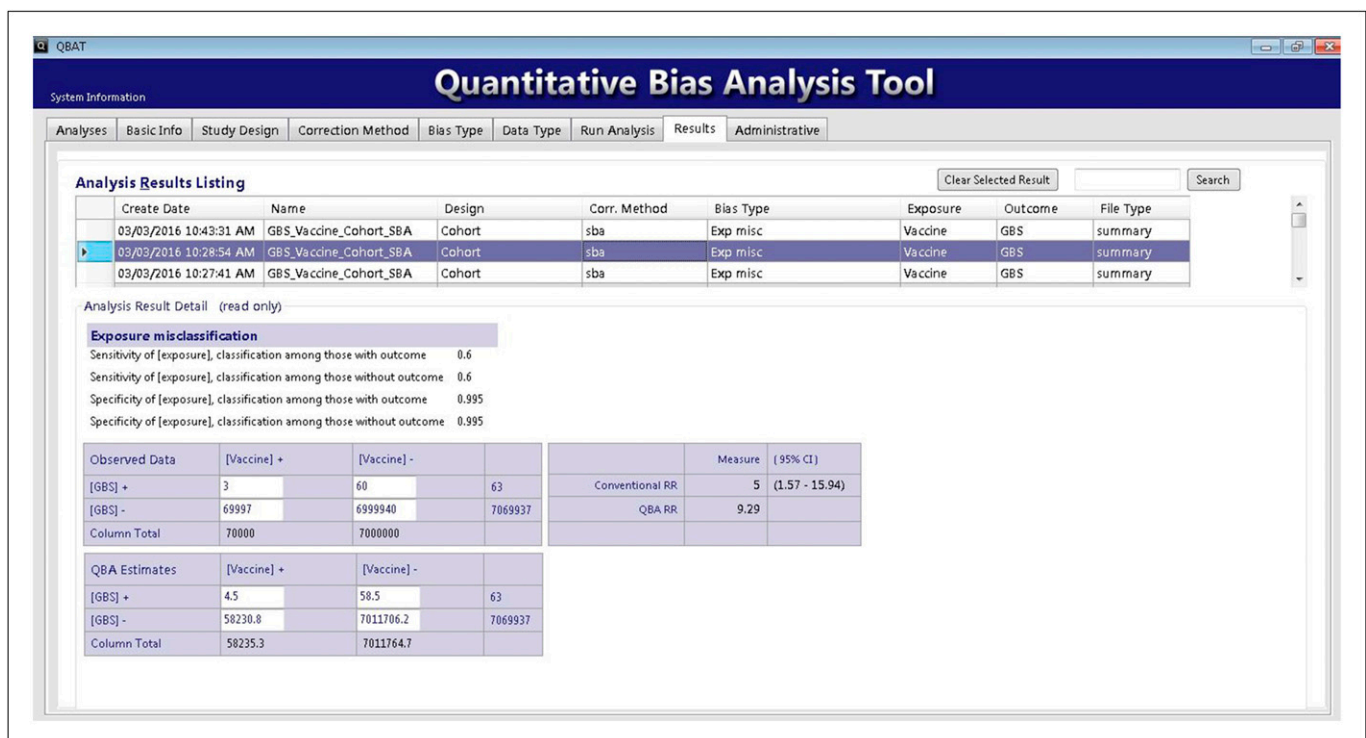 QBAT
Quantitative Bias Analysis Tool
System Information
Analyses Basic Info Study Design Correction Method Bias Type Data Type Run Analysis Results Administrative
Analysis Results Listing Clear Selected Result Search
Create Date Name Design Corr. Method Bias Type Exposure Outcome File Type
03/03/2016 10:43:31 AM GBS_Vaccine_Cohort_SBA Cohort sba Exp misc Vaccine GBS summary
03/03/2016 10:28:54 AM GBS_Vaccine_Cohort_SBA Cohort sba Exp misc Vaccine GBS summary
03/03/2016 10:27:41 AM GBS_Vaccine_Cohort_SBA Cohort sba Exp misc Vaccine GBS summary
Analysis Result Detail (read only)
Exposure misclassification
Sensitivity of [exposure], classification among those with outcome 0.6
Sensitivity of [exposure], classification among those without outcome 0.6
Specificity of [exposure], classification among those with outcome 0.995
Specificity of [exposure], classification among those without outcome 0.995
Observed Data [Vaccine] + [Vaccine] - Measure (95% CI)
[GBS] + 3 60 63 Conventional RR 5 (1.57 - 15.94)
[GBS] - 69997 6999940 7069937 QBA RR 9.29
Column Total 70000 7000000
QBA Estimates [Vaccine] + [Vaccine] -
[GBS] + 4.5 58.5 63
[GBS] - 58230.8 7011706.2 7069937
Column Total 58235.3 7011764.7